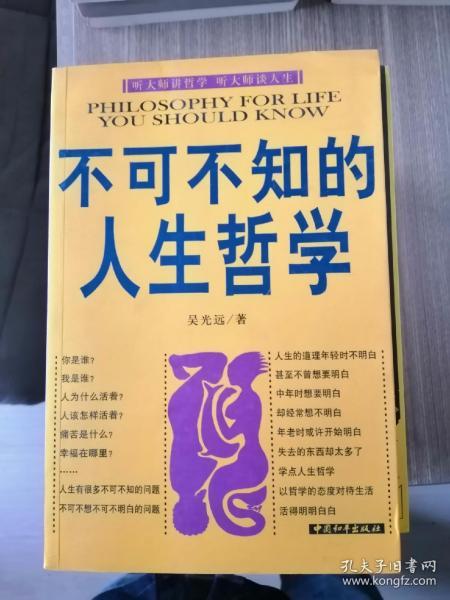 听大师讲哲学 听大师谈人生
PHILOSOPHY FOR LIFE
YOU SHOULD KNOW
不可不知的
人生哲学
吴光远/著
你是谁?
我是谁?
人为什么活着?
人该怎样活着?
痛苦是什么?
幸福在哪里?
……
人生有很多不可不知的问题
不可不想不可不明白的问题
人生的道理年轻时不明白
甚至不曾想要明白
中年时想要明白
却经常想不明白
年老时或许开始明白
失去的东西却太多了
学点人生哲学
以哲学的态度对待生活
活得明明白白
中国和平出版社
孔夫子旧书网
www.kongfz.com